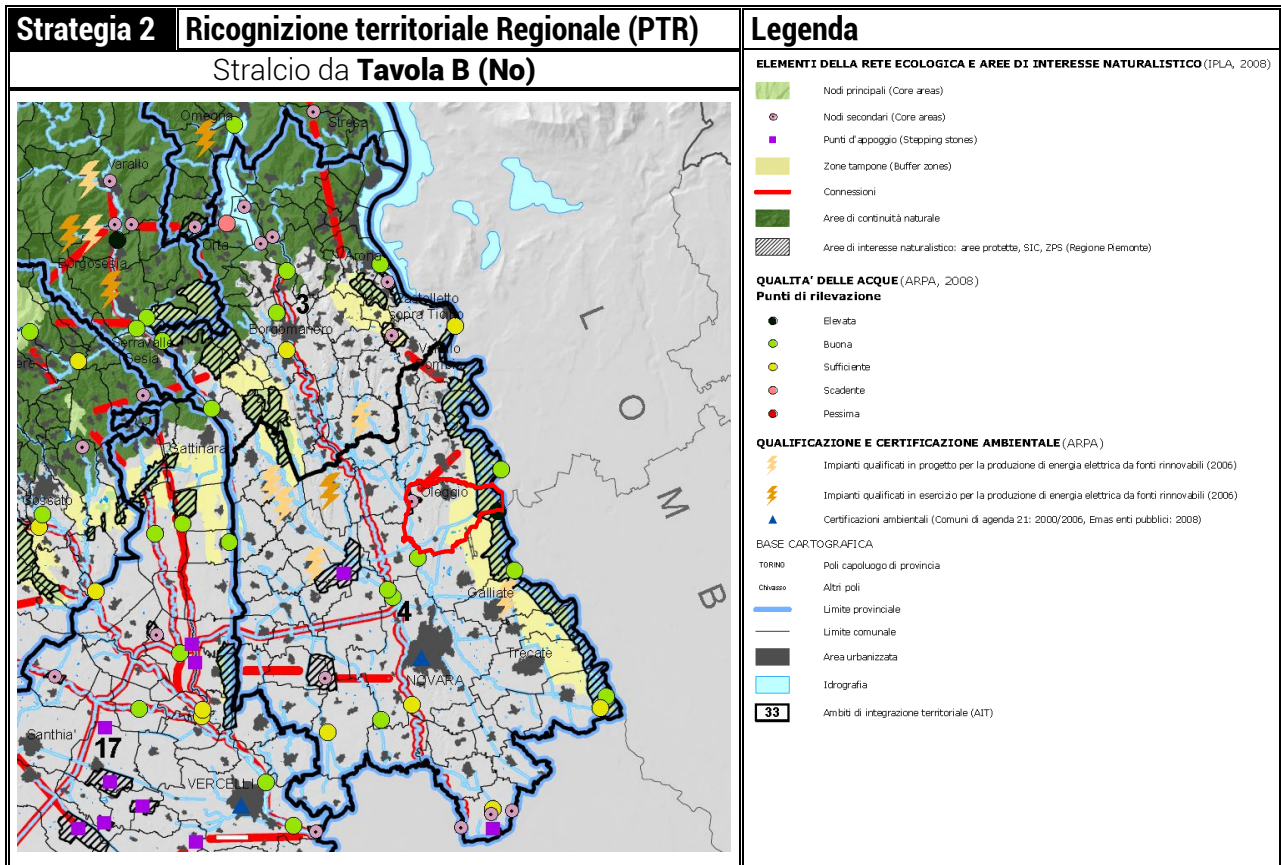 Strategia 2
Ricognizione territoriale Regionale (PTR)
Stralcio da Tavola B (No)
Omegna
Stresa
Varallo
Orta
Borgosesia
Arona
3
Castelletto
sopra Ticino
Borgomanero
Serravalle
Sesia
Varallo
Gattinara
Cossato
Oleggio
L
O
M
B
Galliate
4
Trecate
NOVARA
Santhia'
17
VERCELLI
Legenda
ELEMENTI DELLA RETE ECOLOGICA E AREE DI INTERESSE NATURALISTICO (IPLA, 2008)
Nodi principali (Core areas)
Nodi secondari (Core areas)
Punti d'appoggio (Stepping stones)
Zone tampone (Buffer zones)
Connessioni
Aree di continuità naturale
Aree di interesse naturalistico: aree protette, SIC, ZPS (Regione Piemonte)
QUALITA' DELLE ACQUE (ARPA, 2008)
Punti di rilevazione
Elevata
Buona
Sufficiente
Scadente
Pessima
QUALIFICAZIONE E CERTIFICAZIONE AMBIENTALE (ARPA)
Impianti qualificati in progetto per la produzione di energia elettrica da fonti rinnovabili (2006)
Impianti qualificati in esercizio per la produzione di energia elettrica da fonti rinnovabili (2006)
Certificazioni ambientali (Comuni di agenda 21: 2000/2006, Emas enti pubblici: 2008)
BASE CARTOGRAFICA
TORINO Poli capoluogo di provincia
Chivasso Altri poli
Limite provinciale
Limite comunale
Area urbanizzata
Idrografia
33 Ambiti di integrazione territoriale (AIT)